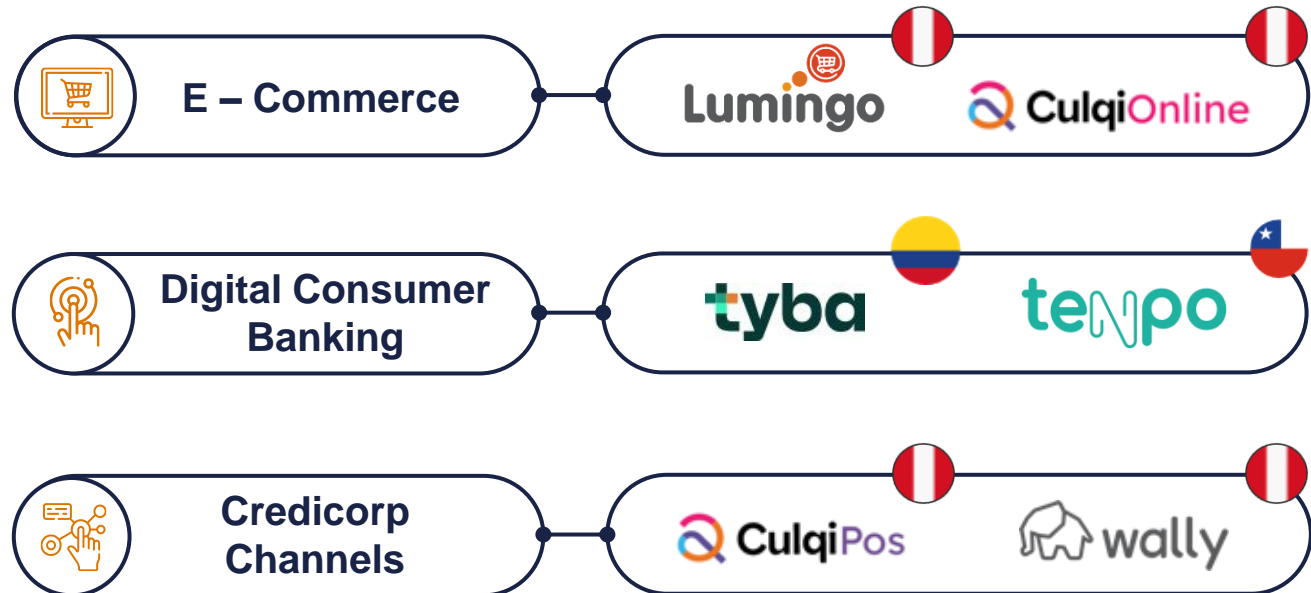 E – Commerce
Lumingo
CulqiOnline
Digital Consumer
Banking
tyba
tenpo
Credicorp
Channels
CulqiPos
wally